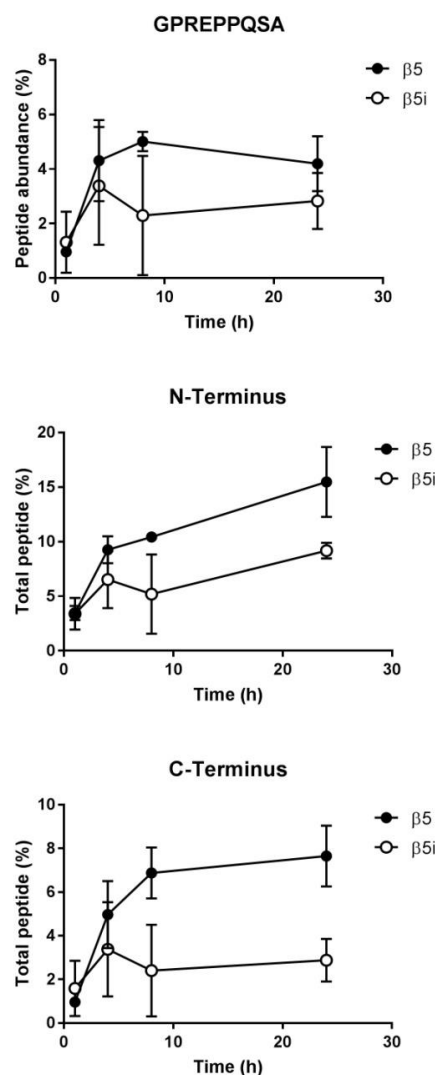 GPREPPQSA
β5
β5i
Peptide abundance (%)
8
6
4
2
0
0 10 20 30
Time (h)
N-Terminus
β5
β5i
Total peptide (%)
20
15
10
5
0
0 10 20 30
Time (h)
C-Terminus
β5
β5i
Total peptide (%)
10
8
6
4
2
0
0 10 20 30
Time (h)